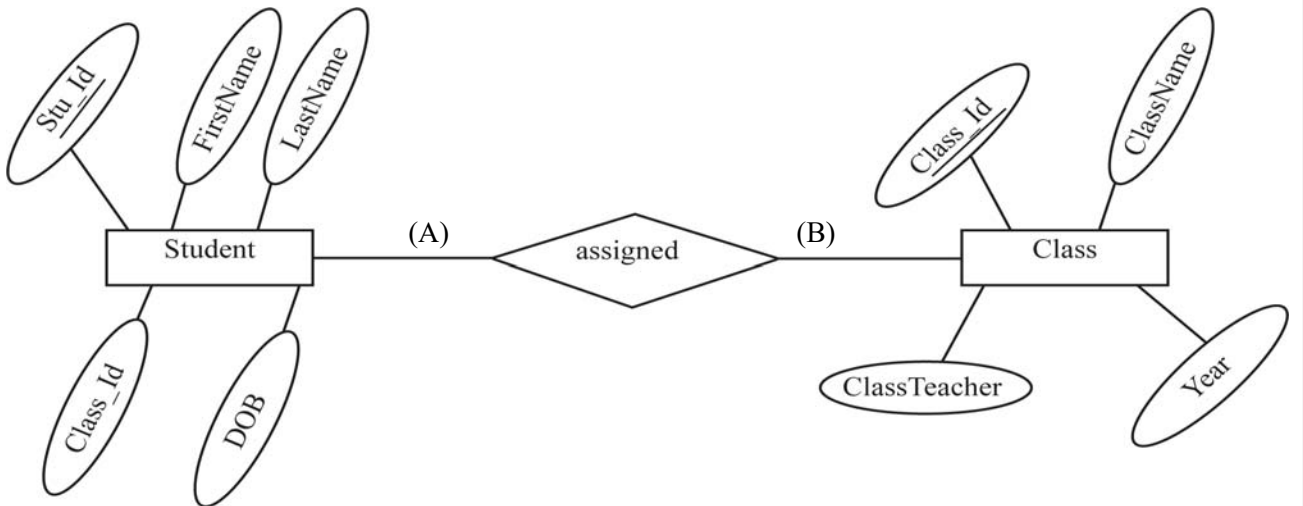 Stu_Id
FirstName
LastName
Class_Id
ClassName
(A)
(B)
Student
assigned
Class
Class_Id
DOB
ClassTeacher
Year